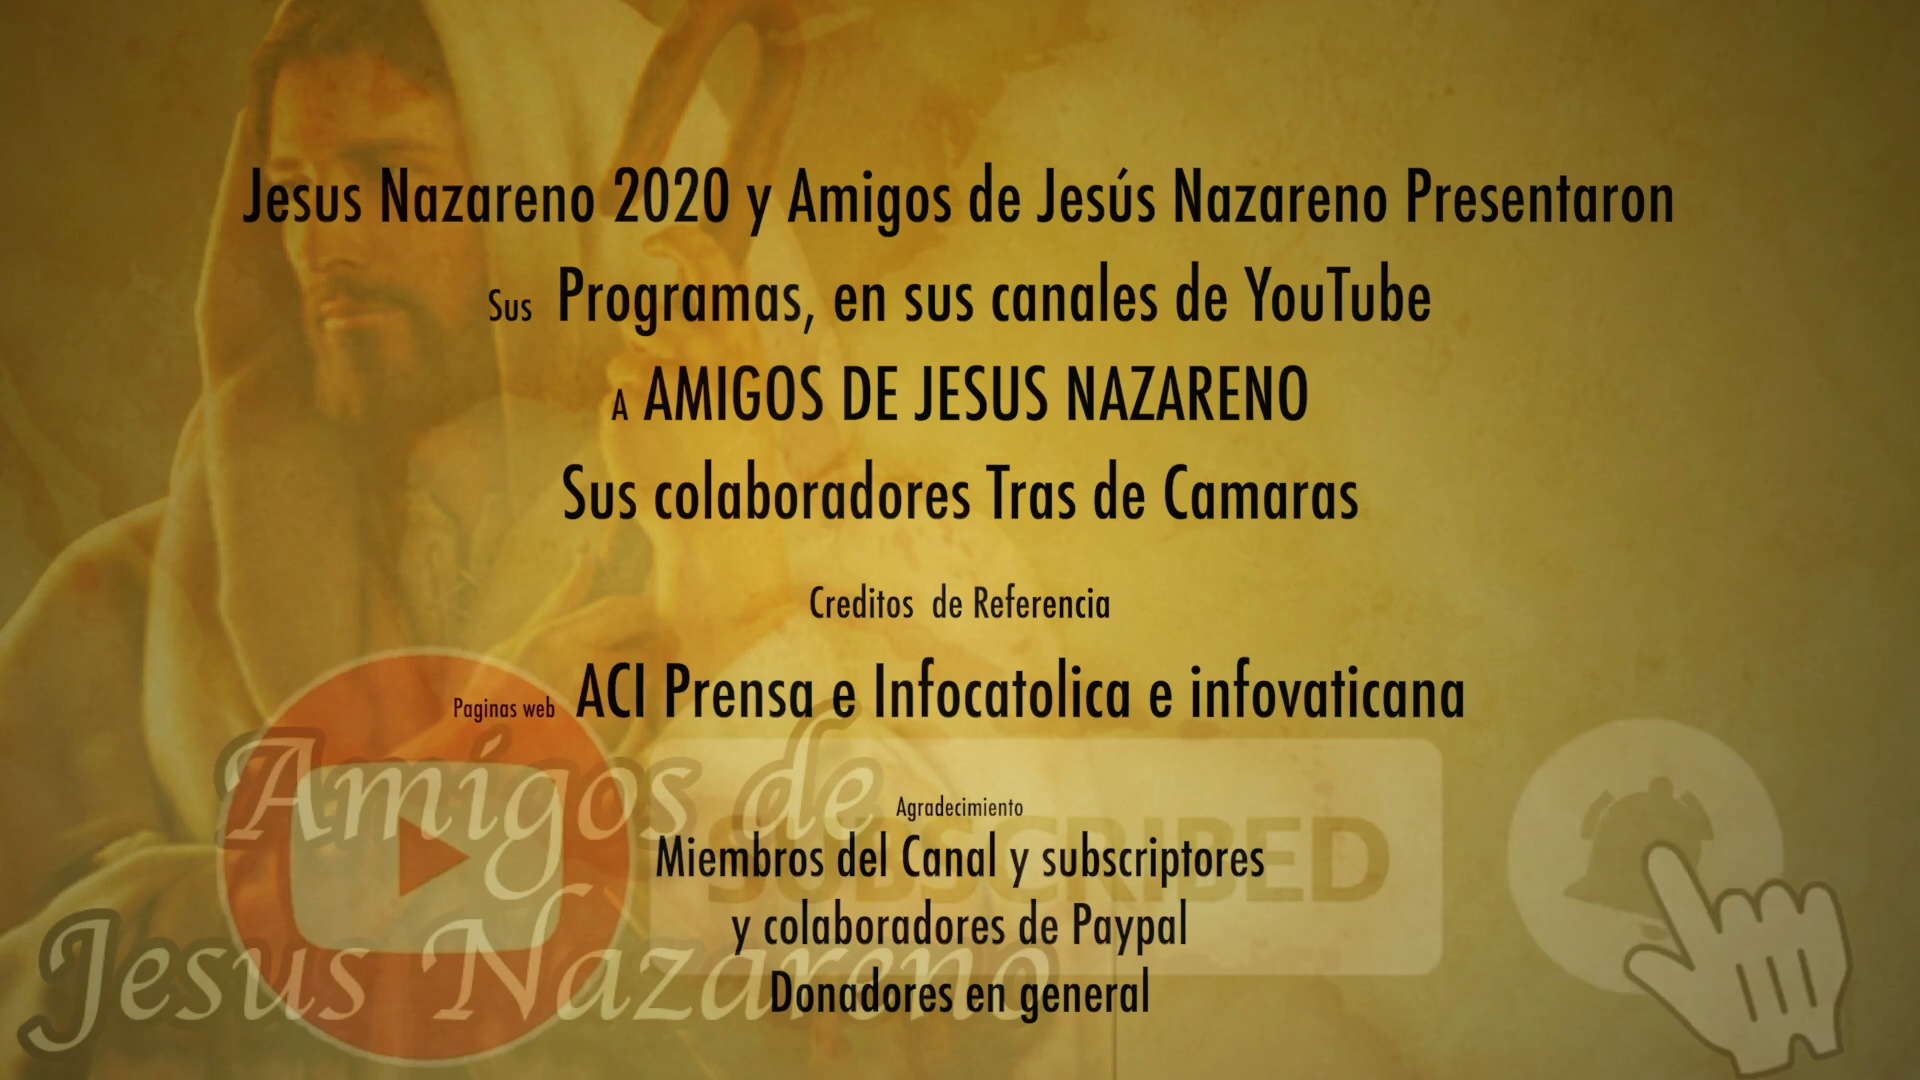 Jesus Nazareno 2020 y Amigos de Jesús Nazareno Presentaron
Sus Programas, en sus canales de YouTube
A AMIGOS DE JESUS NAZARENO
Sus colaboradores Tras de Camaras
Creditos de Referencia
Paginas web ACI Prensa e Infocatolica e infovaticana
Agradecimiento
Miembros del Canal y subscriptores
y colaboradores de Paypal
Donadores en general
Amigos de
Jesus Nazareno
SUBSCRIBED